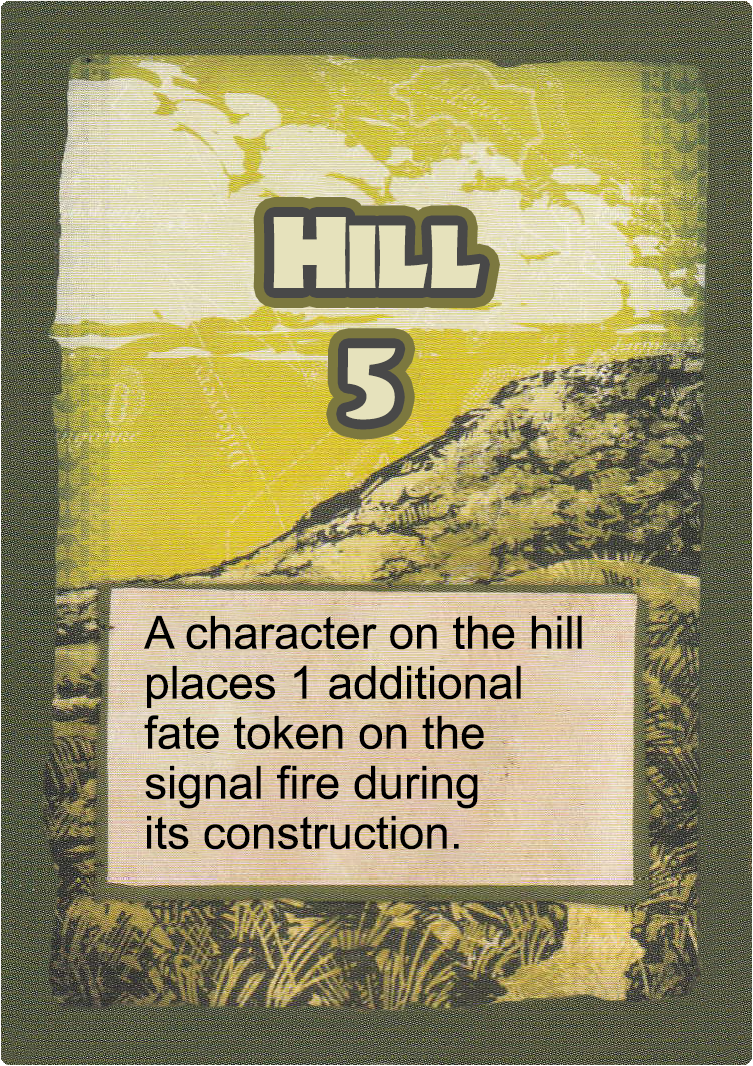 Hill
5
A character on the hill
places 1 additional
fate token on the
signal fire during
its construction.